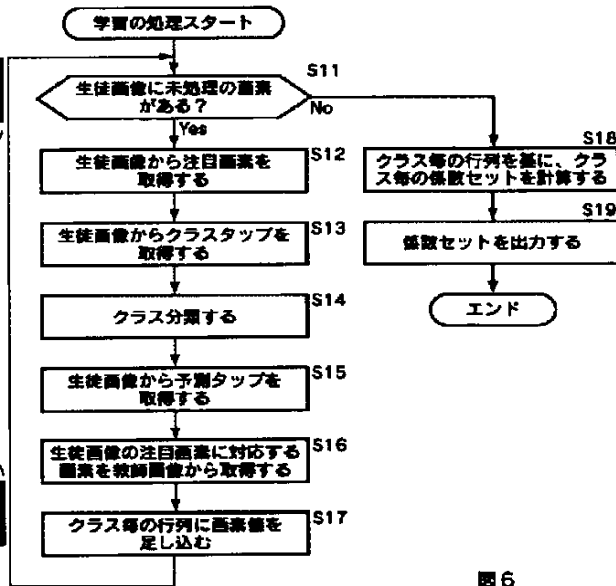 学習の処理スタート
S11
生徒画像に未処理の画素
がある？
No
Yes
S12
生徒画像から注目画素を
取得する
S13
生徒画像からクラスタップを
取得する
S14
クラス分類する
S15
生徒画像から予測タップを
取得する
S16
生徒画像の注目画素に対応する
画素を教師画像から取得する
S17
クラス毎の行列に画素値を
足し込む
S18
クラス毎の行列を基に、クラ
ス毎の係数セットを計算する
S19
係数セットを出力する
エンド
図6